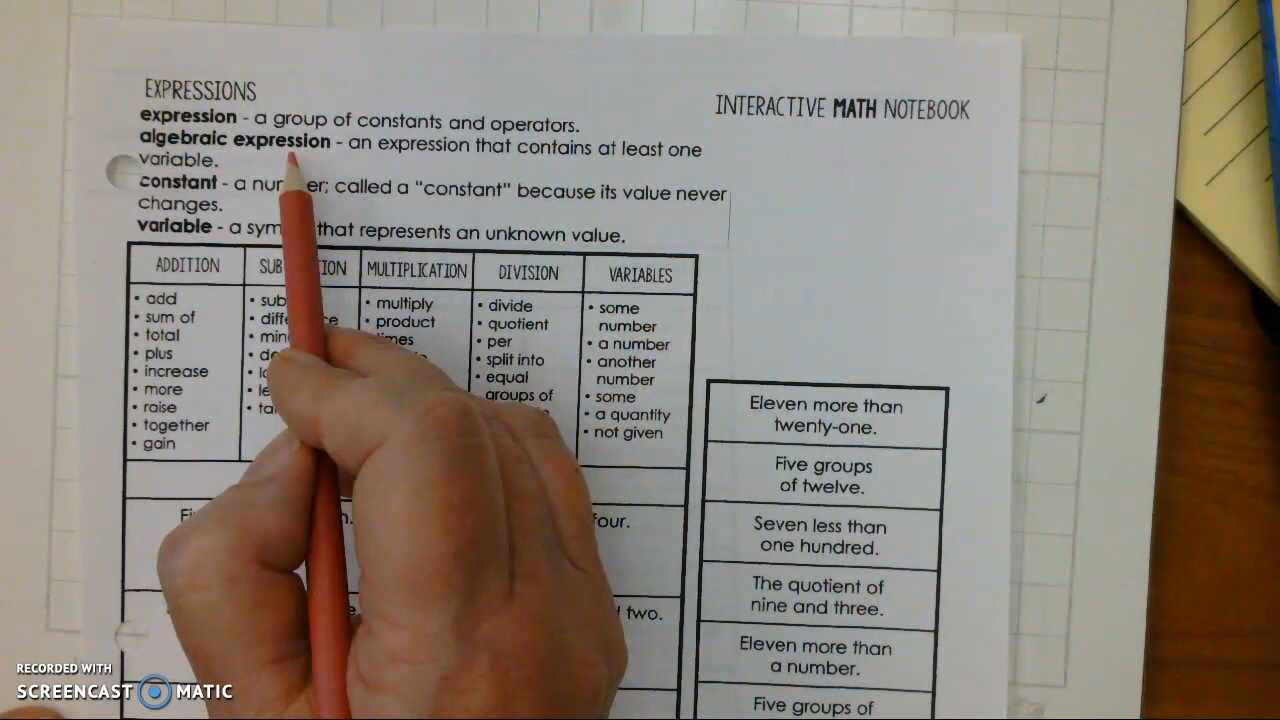 EXPRESSIONS
INTERACTIVE MATH NOTEBOOK
expression - a group of constants and operators.
algebraic expression - an expression that contains at least one
variable.
constant - a er; called a "constant" because its value never
changes.
variable - a that represents an unknown value.
ADDITION
• add
• sum of
• total
• plus
• increase
• more
• raise
• together
• gain
MULTIPLICATION
• multiply
• product
DIVISION
• divide
• quotient
• per
• split into
• equal
groups of
VARIABLES
• some
number
• a number
• another
number
• some
• a quantity
• not given
four.
two.
Eleven more than
twenty-one.
Five groups
of twelve.
Seven less than
one hundred.
The quotient of
nine and three.
Eleven more than
a number.
Five groups of
RECORDED WITH
SCREENCAST MATIC